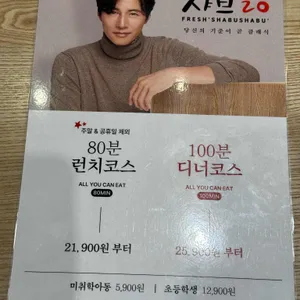 샤브20
FRESH'SHABUSHABU'
당신의 기준이 곧 클래식
주말 & 공휴일 제외
80분
런치코스
ALL YOU CAN EAT
80MIN
21,900원 부터
100분
디너코스
ALL YOU CAN EAT
100MIN
25,900원 부터
미취학아동 5,900원 | 초등학생 12,900원